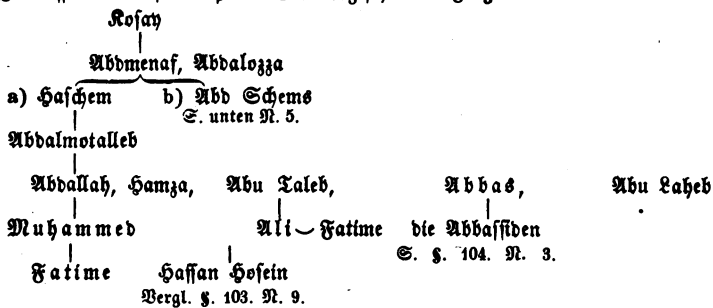 Koſay
Abdmenaf, Abdalozza
a) Haſchem b) Abd Schems
S. unten N. 5.
Abdalmotalleb
Abdallah, Hamza, Abu Taleb, Abbas, Abu Laheb
Muhammed Ali Fatime die Abbaſſiden
S. §. 104. N. 3.
Fatime Haſſan Hoſein
Vergl. §. 103. N. 9.